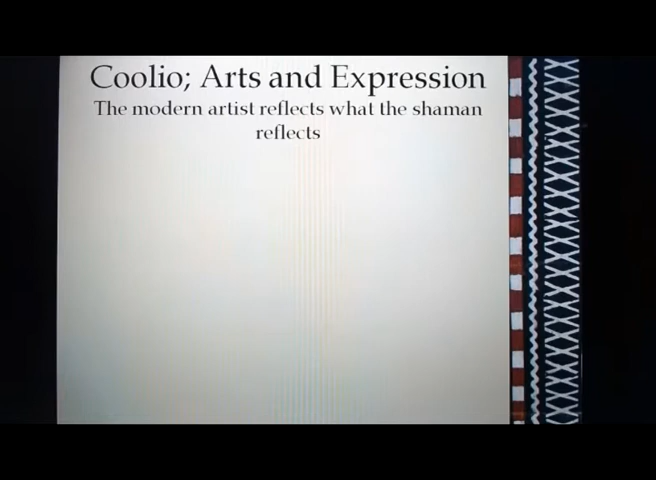 Coolio; Arts and Expression
The modern artist reflects what the shaman
reflects